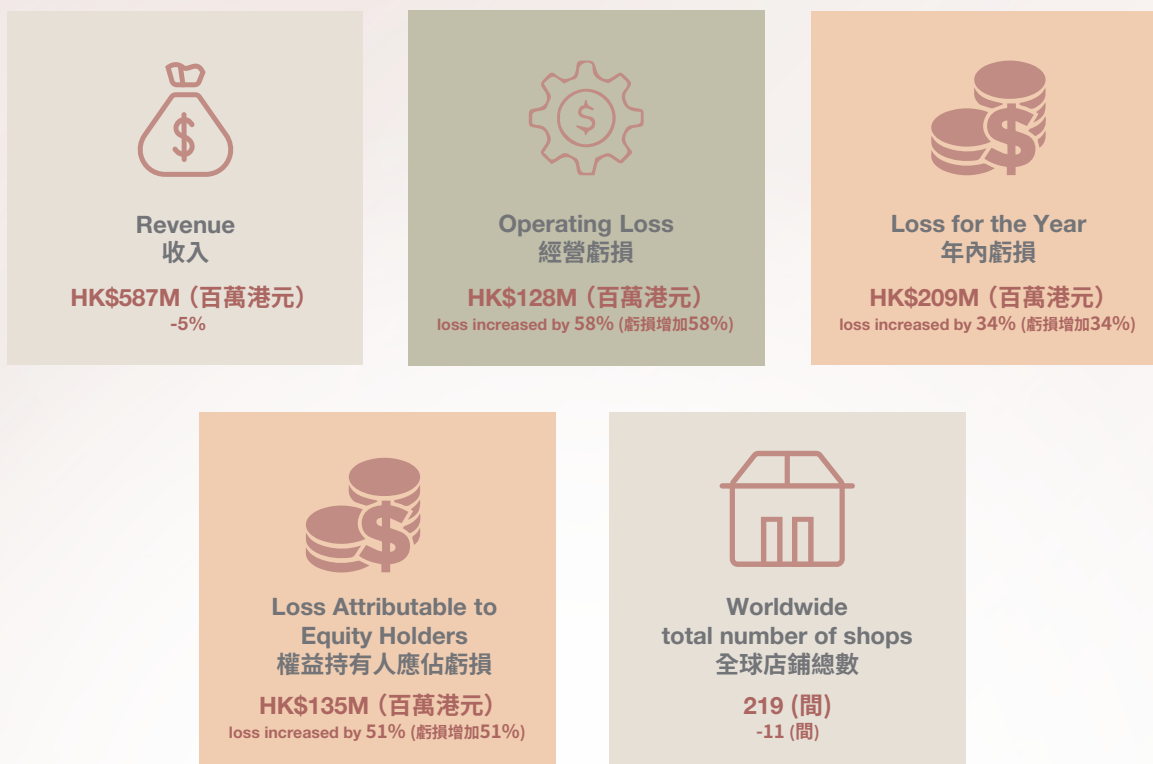 Revenue
收入
HK$587M（百萬港元）
-5%
Operating Loss
經營虧損
HK$128M（百萬港元）
loss increased by 58% (虧損增加58%)
Loss for the Year
年內虧損
HK$209M（百萬港元）
loss increased by 34% (虧損增加34%)
Loss Attributable to
Equity Holders
權益持有人應佔虧損
HK$135M（百萬港元）
loss increased by 51% (虧損增加51%)
Worldwide
total number of shops
全球店鋪總數
219 (間)
-11 (間)